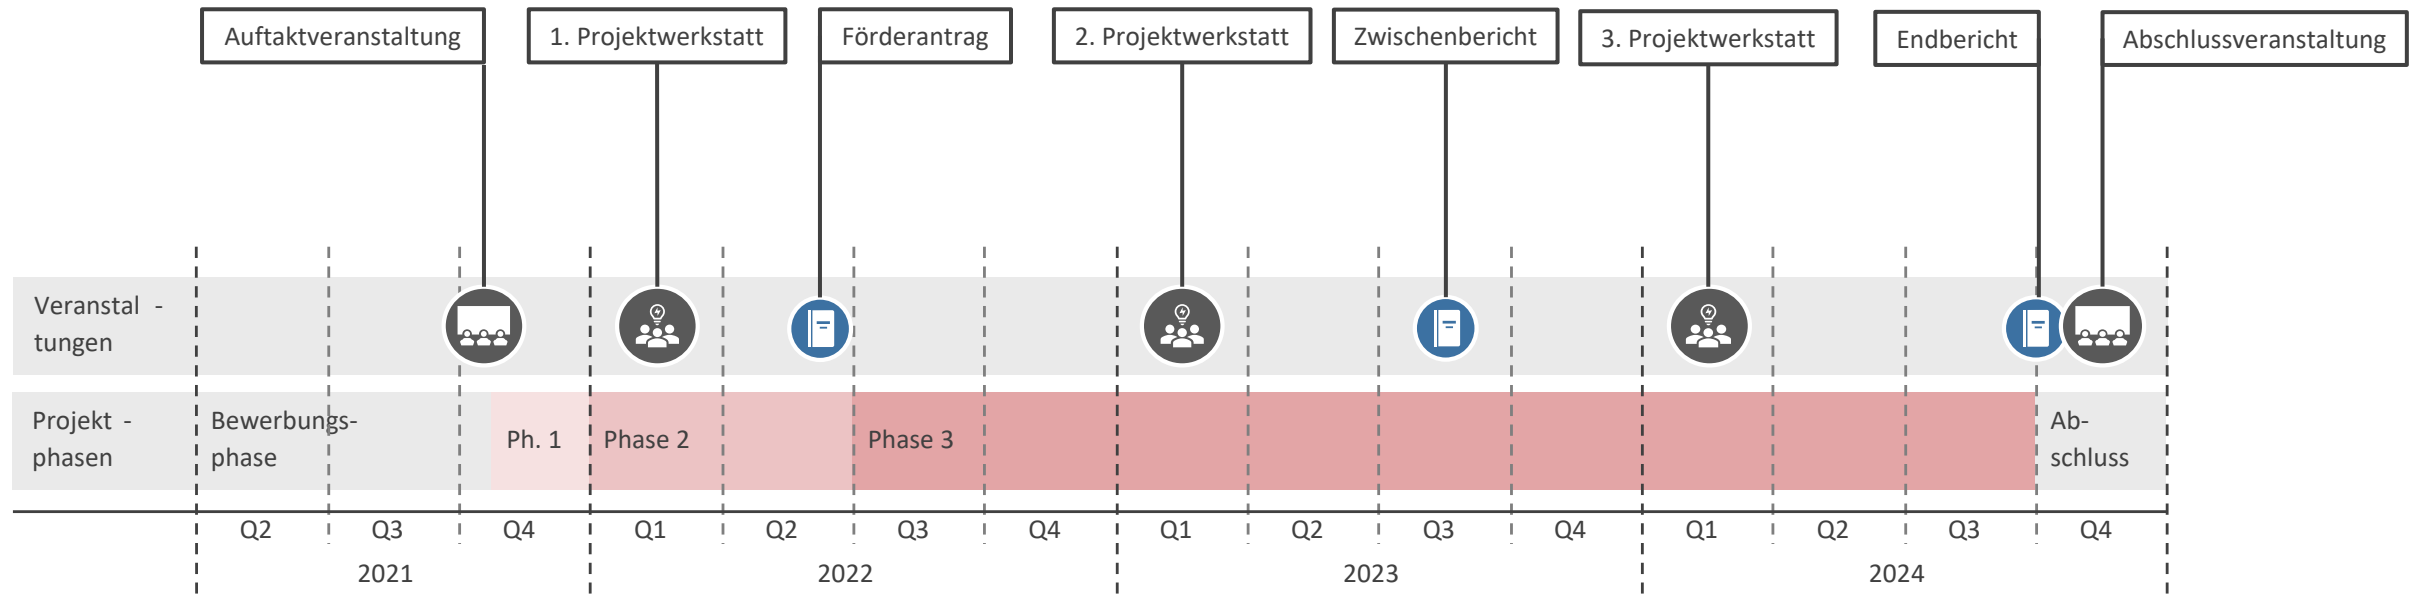 Auftaktveranstaltung
1. Projektwerkstatt
Förderantrag
2. Projektwerkstatt
Zwischenbericht
3. Projektwerkstatt
Endbericht
Abschlussveranstaltung
Veranstal -
tungen
Projekt -
phasen
Bewerbungs-
phase
Ph. 1
Phase 2
Phase 3
Ab-
schluss
Q2 Q3 Q4 Q1 Q2 Q3 Q4 Q1 Q2 Q3 Q4 Q1 Q2 Q3 Q4
2021 2022 2023 2024